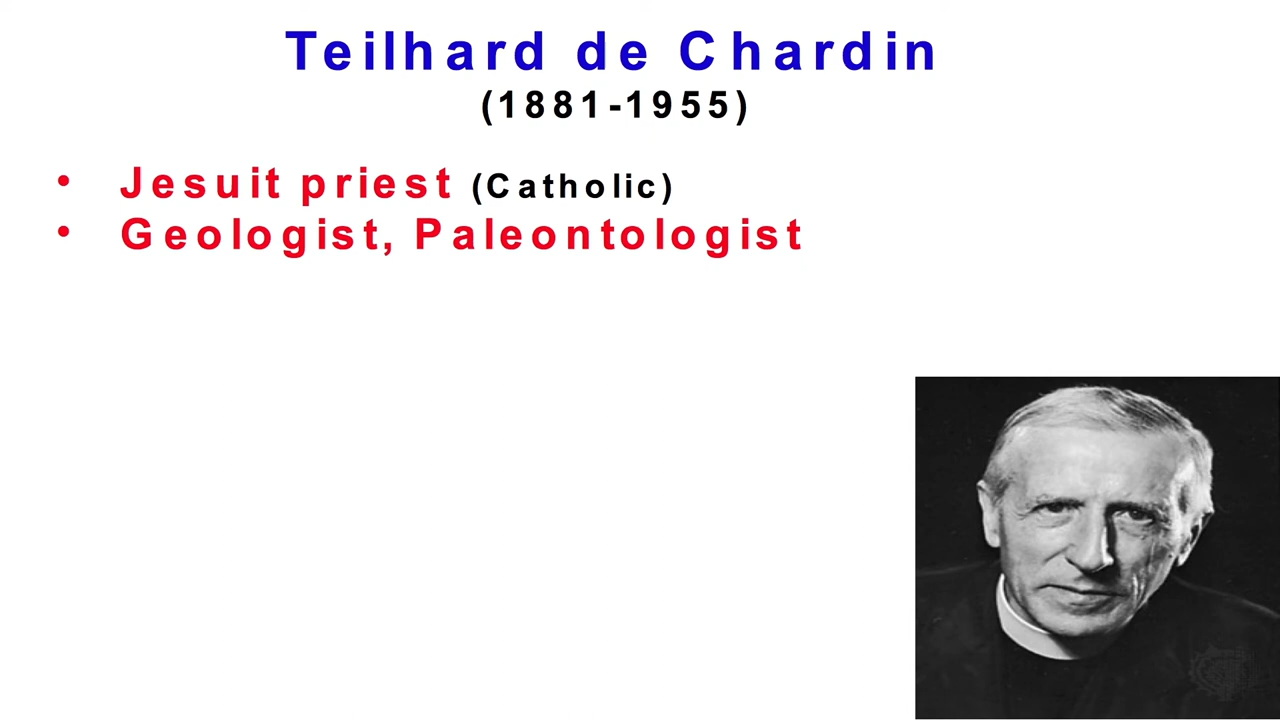 Teilhard de Chardin
(1881-1955)
• Jesuit priest (Catholic)
• Geologist, Paleontologist